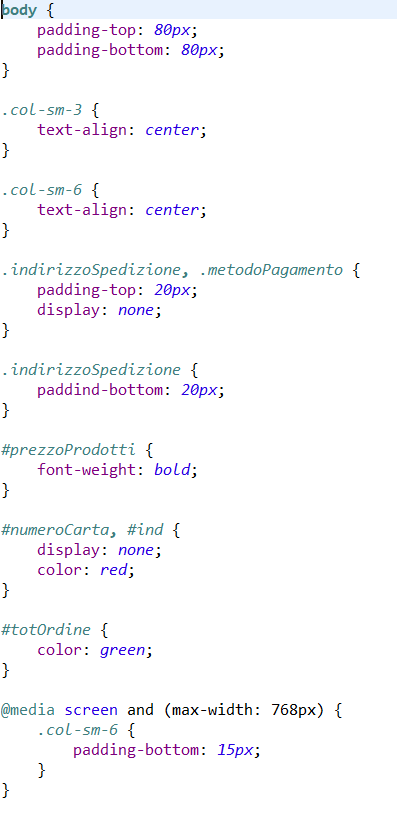 body {
    padding-top: 80px;
    padding-bottom: 80px;
}

.col-sm-3 {
    text-align: center;
}

.col-sm-6 {
    text-align: center;
}

.indirizzoSpedizione, .metodoPagamento {
    padding-top: 20px;
    display: none;
}

.indirizzoSpedizione {
    paddind-bottom: 20px;
}

#prezzoProdotti {
    font-weight: bold;
}

#numeroCarta, #ind {
    display: none;
    color: red;
}

#totOrdine {
    color: green;
}

@media screen and (max-width: 768px) {
    .col-sm-6 {
        padding-bottom: 15px;
    }
}